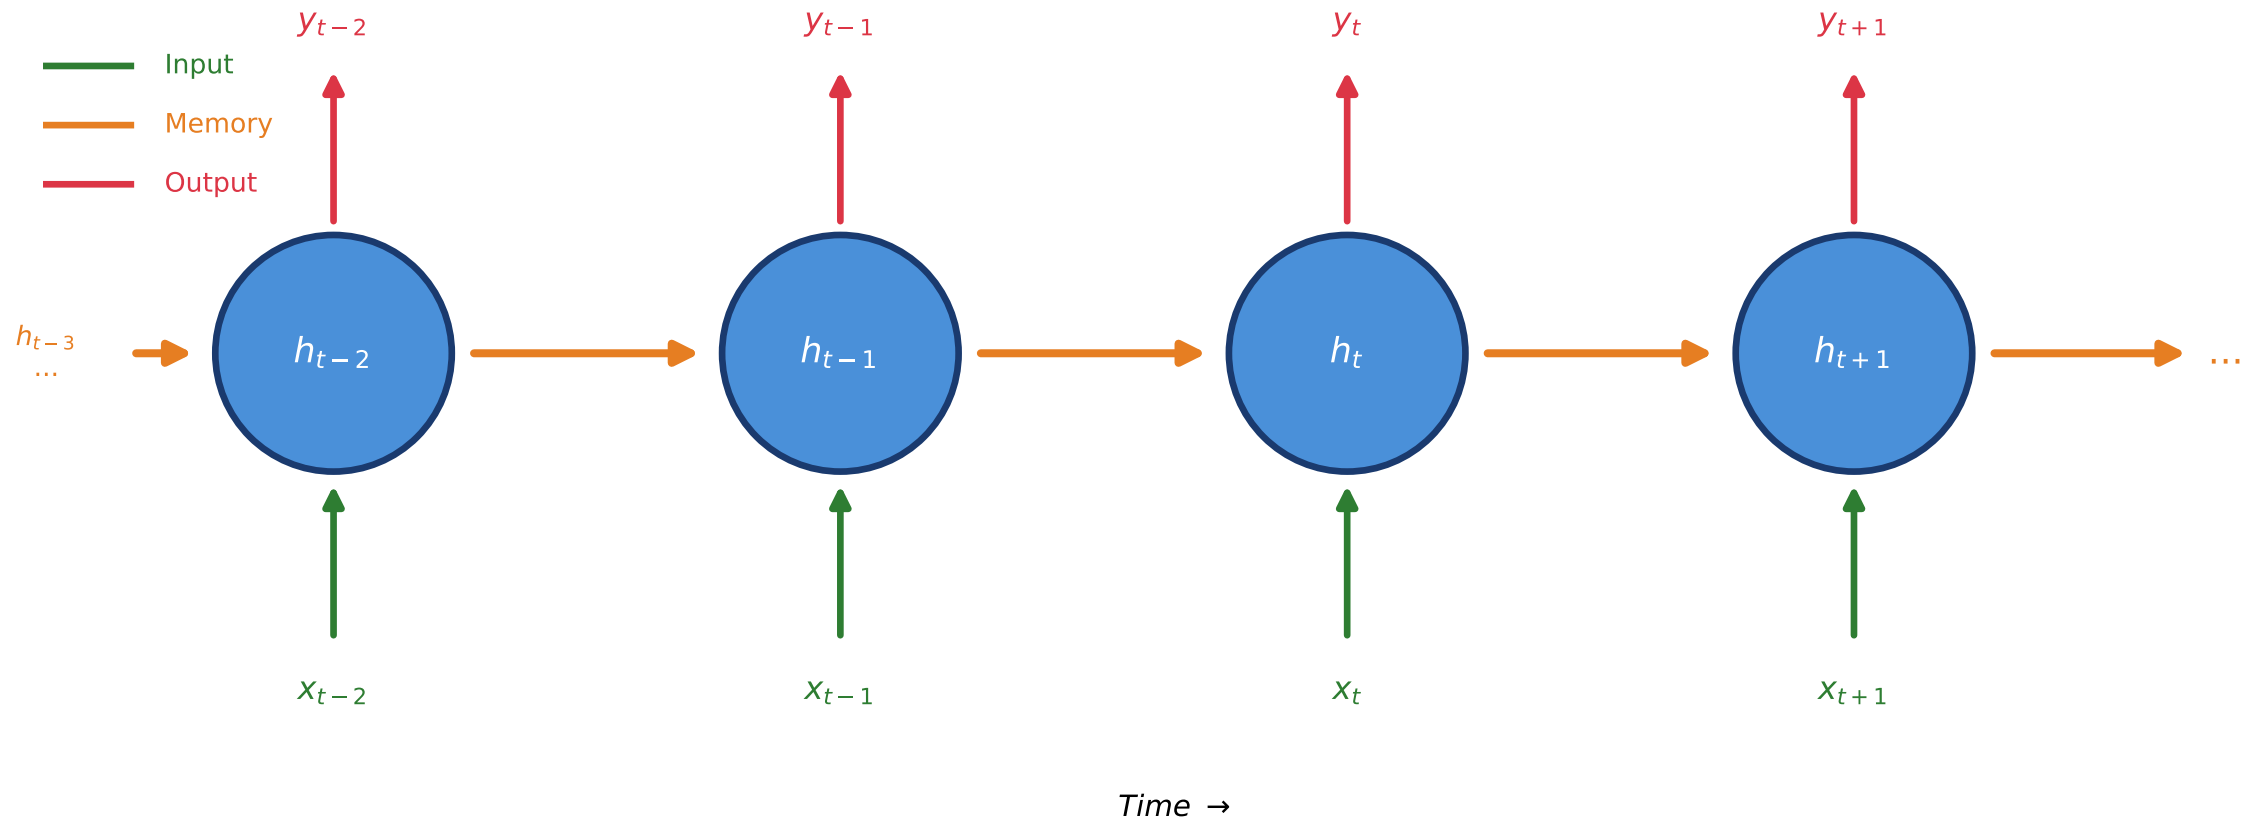 y_{t−2} y_{t−1} y_t y_{t+1}
Input
Memory
Output
h_{t−3}
...
h_{t−2} h_{t−1} h_t h_{t+1} ...
x_{t−2} x_{t−1} x_t x_{t+1}
Time →